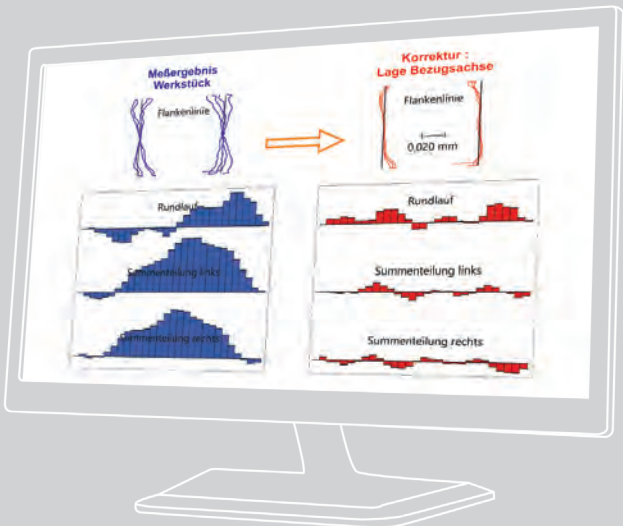 Meßergebnis
Werkstück
Flankenlinie
Rundlauf
Summenteilung links
Summenteilung rechts
Korrektur :
Lage Bezugsachse
Flankenlinie
0,020 mm
Rundlauf
Summenteilung links
Summenteilung rechts